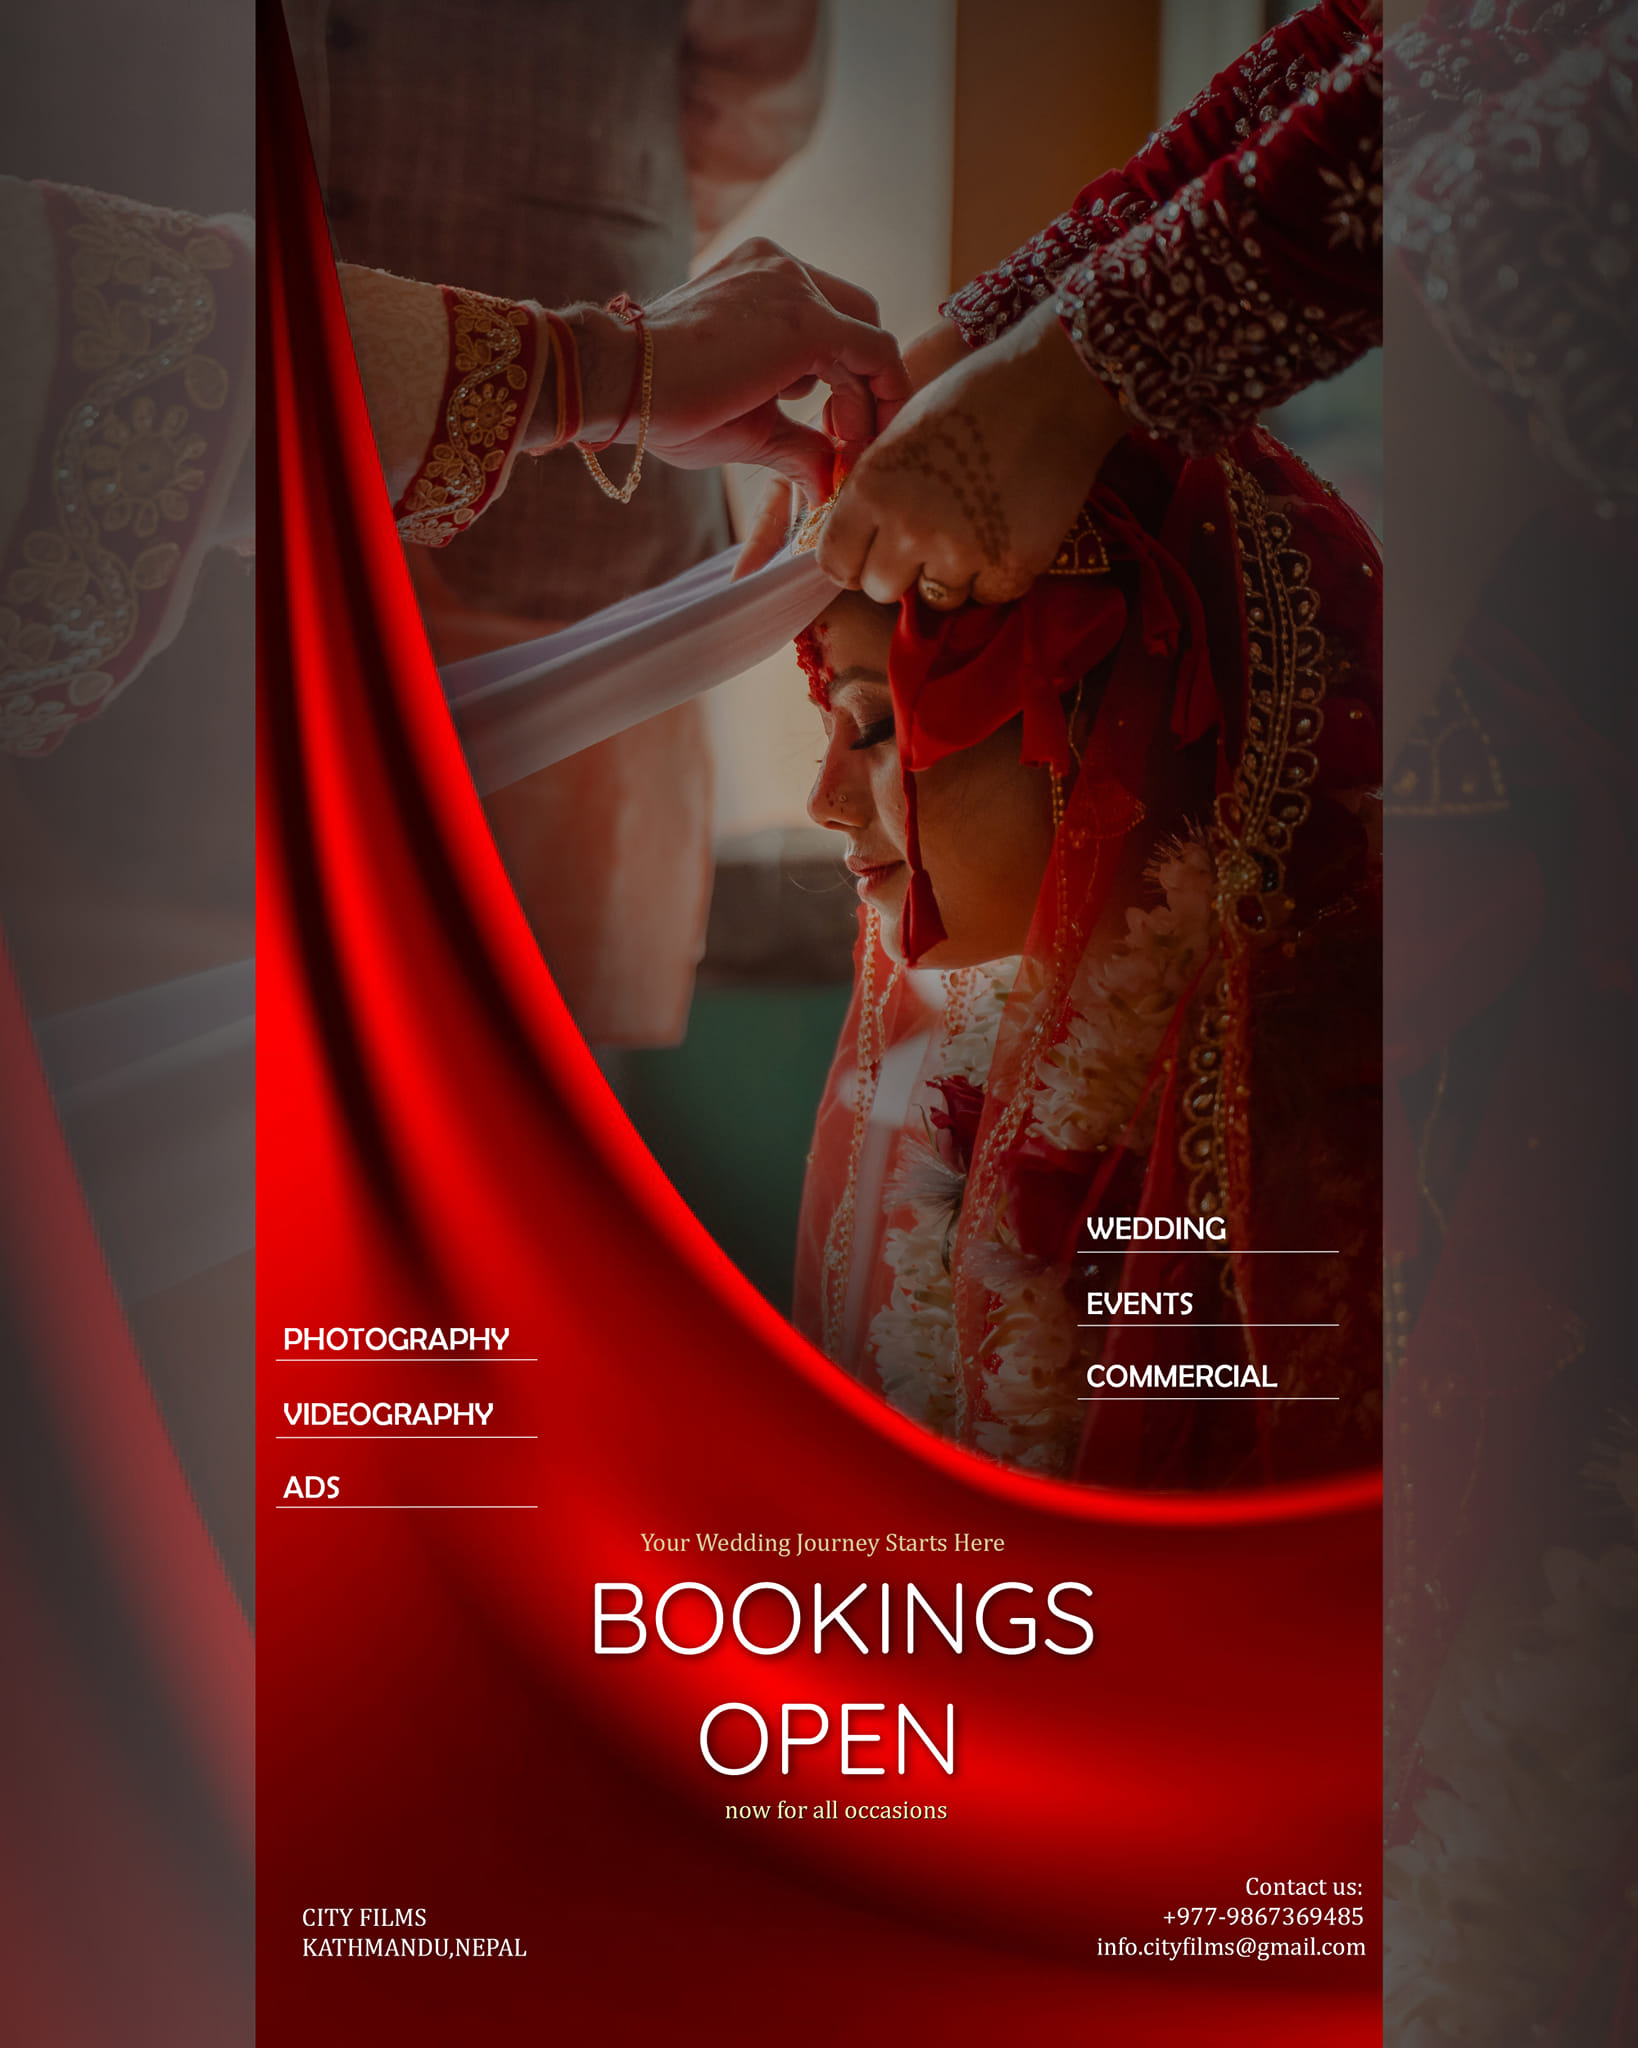 WEDDING
EVENTS
COMMERCIAL
PHOTOGRAPHY
VIDEOGRAPHY
ADS
Your Wedding Journey Starts Here
BOOKINGS
OPEN
now for all occasions
CITY FILMS
KATHMANDU,NEPAL
Contact us:
+977-9867369485
info.cityfilms@gmail.com